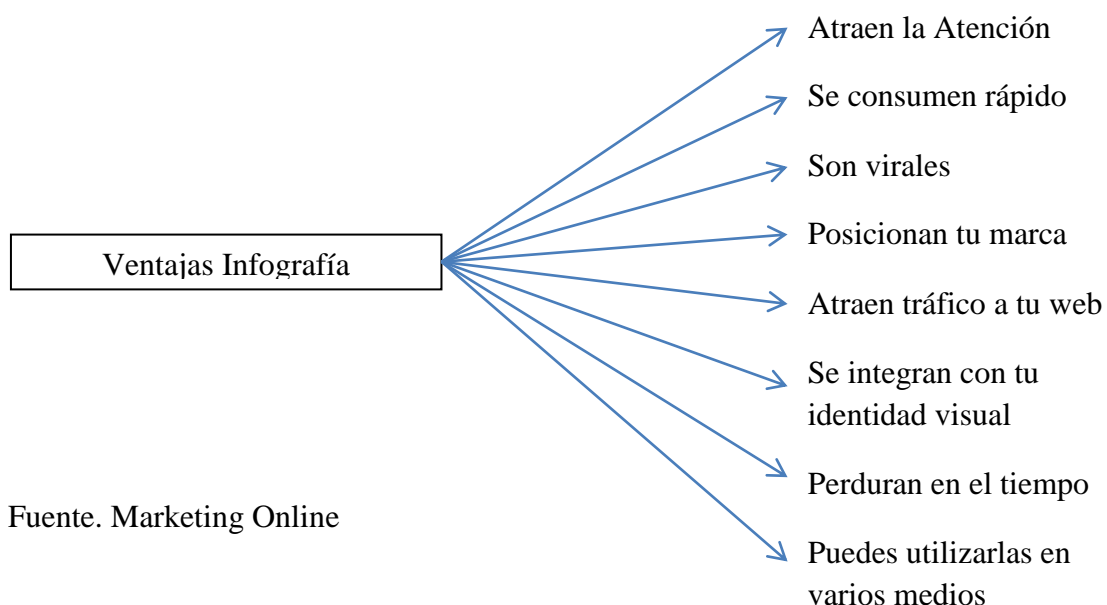 Atraen la Atención
Se consumen rápido
Son virales
Posicionan tu marca
Ventajas Infografía
Atraen tráfico a tu web
Se integran con tu
identidad visual
Perduran en el tiempo
Fuente. Marketing Online
Puedes utilizarlas en
varios medios